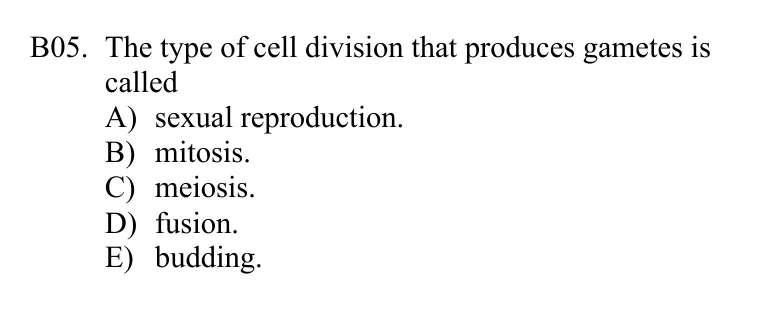 B05. The type of cell division that produces gametes is
called
A) sexual reproduction.
B) mitosis.
C) meiosis.
D) fusion.
E) budding.